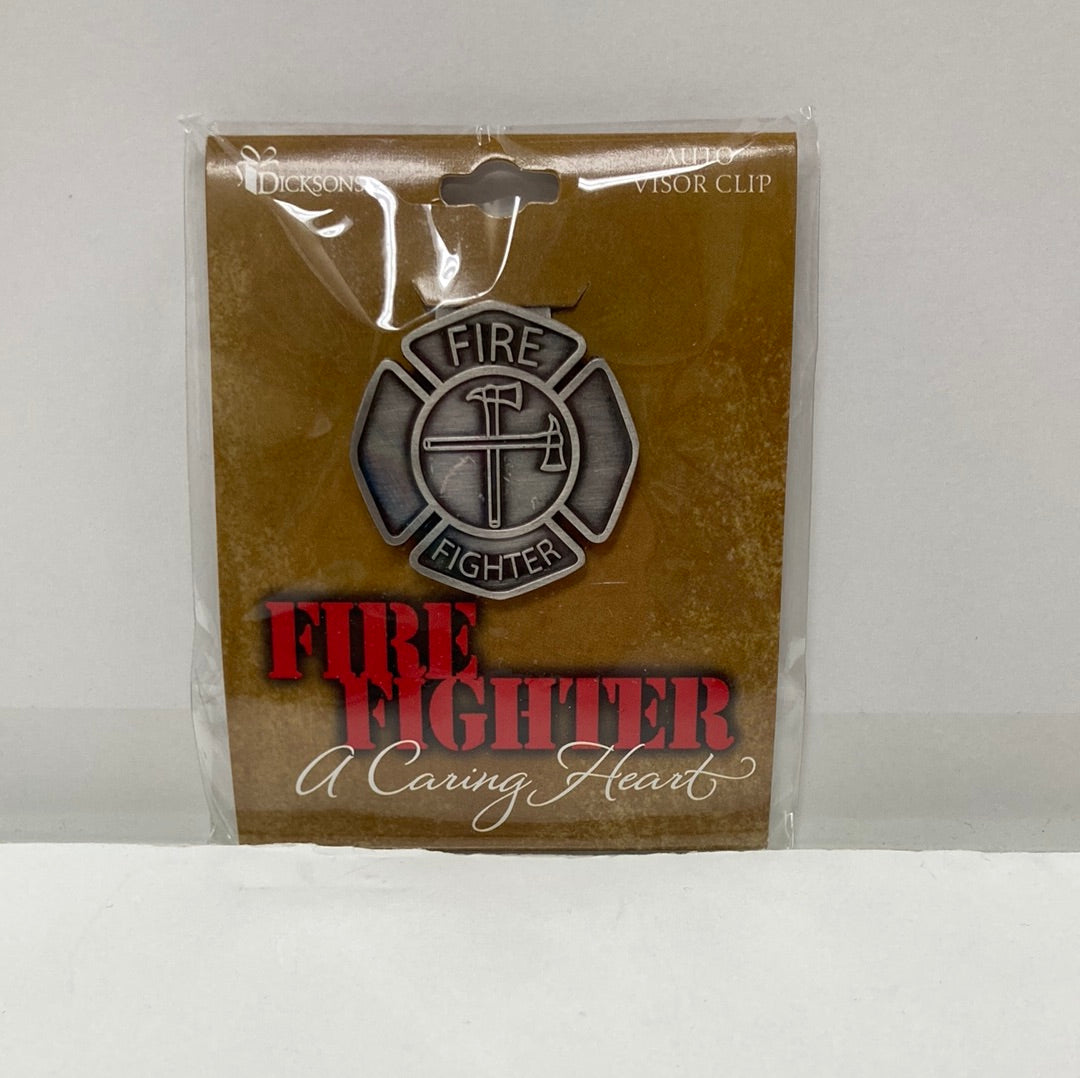 DICKSONS
AUTO
VISOR CLIP
FIRE
FIGHTER
FIRE
FIGHTER
A Caring Heart